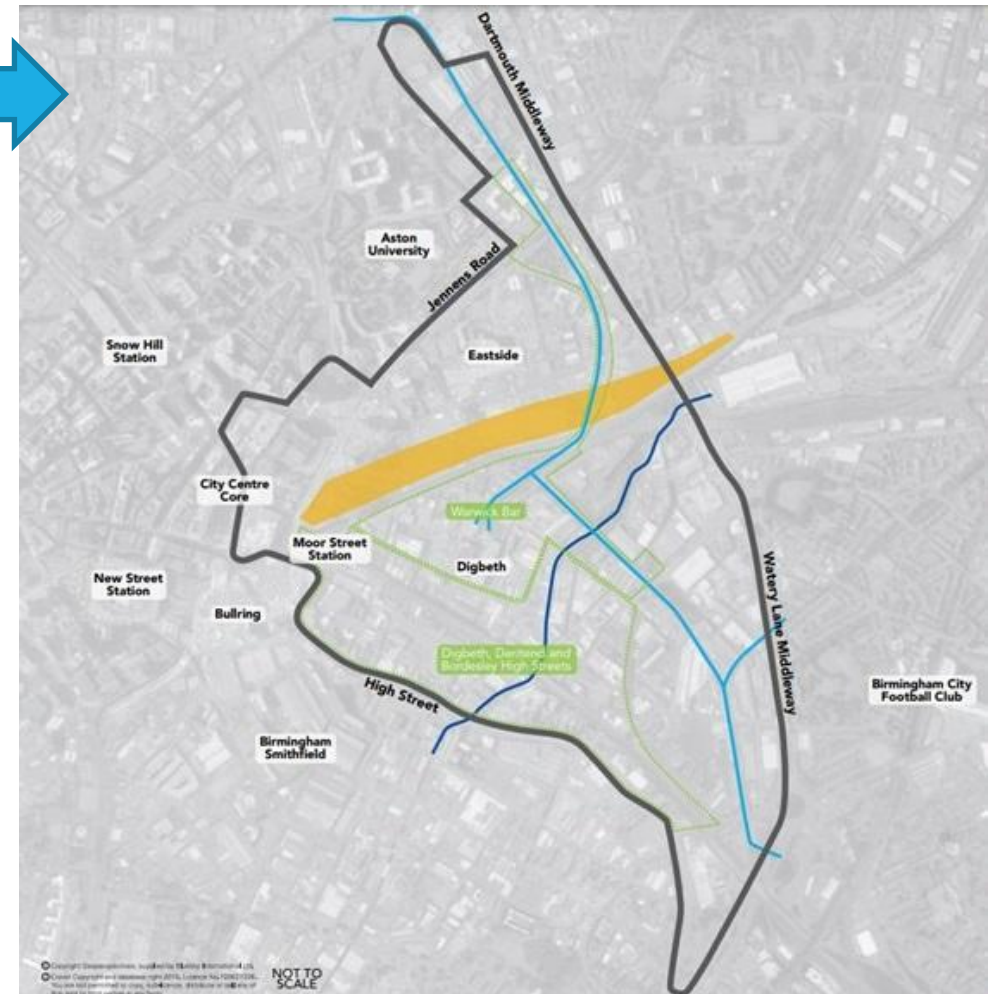 Dartmouth Middleway
Aston
University
Jennens Road
Snow Hill
Station
Eastside
City Centre
Core
Warwick Bar
Moor Street
Station
Digbeth
New Street
Station
Bullring
Watery Lane Middleway
Digbeth, Deritend and
Bordesley High Streets
High Street
Birmingham City
Football Club
Birmingham
Smithfield
NOT TO
SCALE